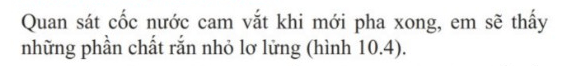 Quan sát cốc nước cam vắt khi mới pha xong, em sẽ thấy
những phần chất rắn nhỏ lơ lửng (hình 10.4).